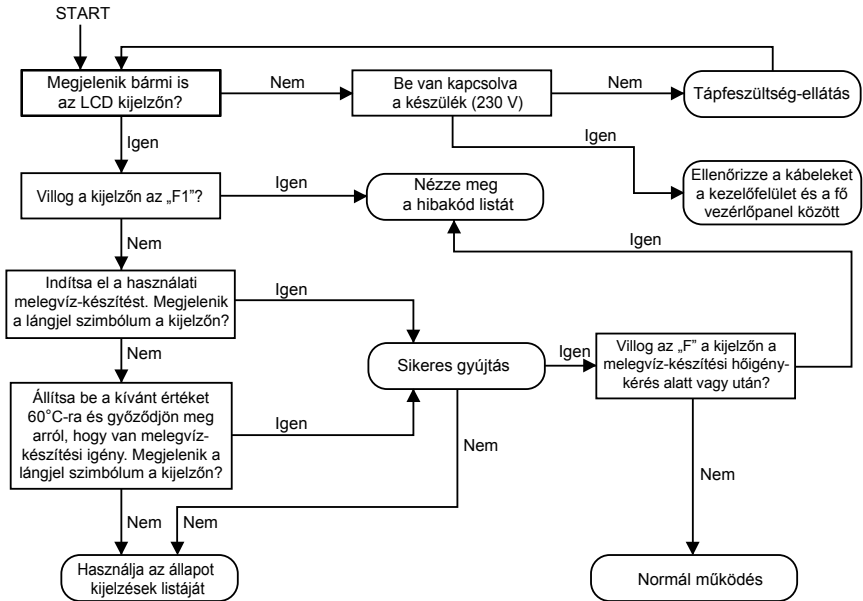 START
Megjelenik bármi is
az LCD kijelzőn?
Nem
Be van kapcsolva
a készülék (230 V)
Nem
Tápfeszültség-ellátás
Igen
Igen
Villog a kijelzőn az „F1”?
Igen
Nézze meg
a hibakód listát
Ellenőrizze a kábeleket
a kezelőfelület és a fő
vezérlőpanel között
Nem
Igen
Indítsa el a használati
melegvíz-készítést. Megjelenik
a lángjel szimbólum a kijelzőn?
Igen
Nem
Sikeres gyújtás
Igen
Villog az „F” a kijelzőn a
melegvíz-készítési hőigény-
kérés alatt vagy után?
Állítsa be a kívánt értéket
60°C-ra és győződjön meg
arról, hogy van melegvíz-
készítési igény. Megjelenik a
lángjel szimbólum a kijelzőn?
Igen
Nem
Nem
Nem
Nem
Használja az állapot
kijelzések listáját
Normál működés